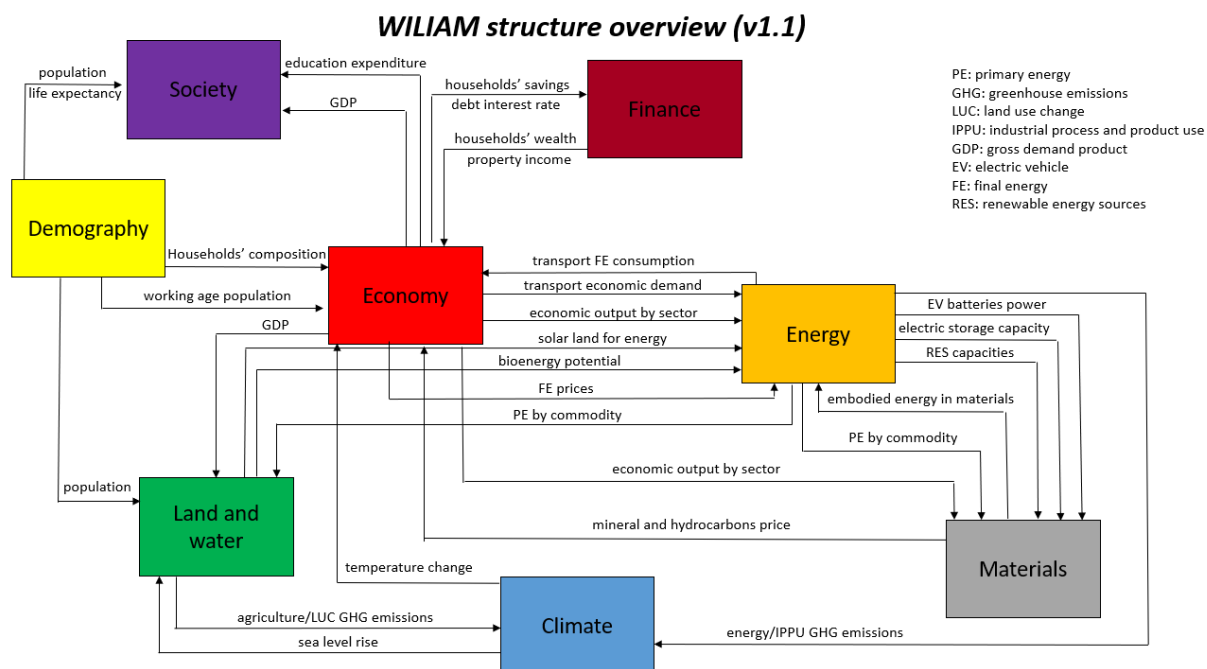 WILIAM structure overview (v1.1)
population
life expectancy
Society
education expenditure
GDP
households' savings
debt interest rate
households' wealth
property income
Finance
PE: primary energy
GHG: greenhouse emissions
LUC: land use change
IPPU: industrial process and product use
GDP: gross demand product
EV: electric vehicle
FE: final energy
RES: renewable energy sources
Demography
Households' composition
working age population
Economy
GDP
transport FE consumption
transport economic demand
economic output by sector
solar land for energy
bioenergy potential
FE prices
PE by commodity
Energy
EV batteries power
electric storage capacity
RES capacities
embodied energy in materials
PE by commodity
economic output by sector
population
Land and
water
mineral and hydrocarbons price
Materials
temperature change
agriculture/LUC GHG emissions
sea level rise
Climate
energy/IPPU GHG emissions